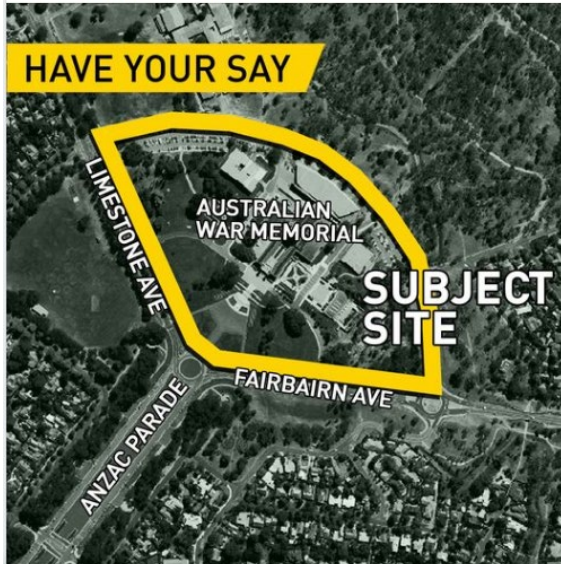 HAVE YOUR SAY
LIMESTONE AVE
AUSTRALIAN
WAR MEMORIAL
SUBJECT
SITE
FAIRBAIRN AVE
ANZAC PARADE